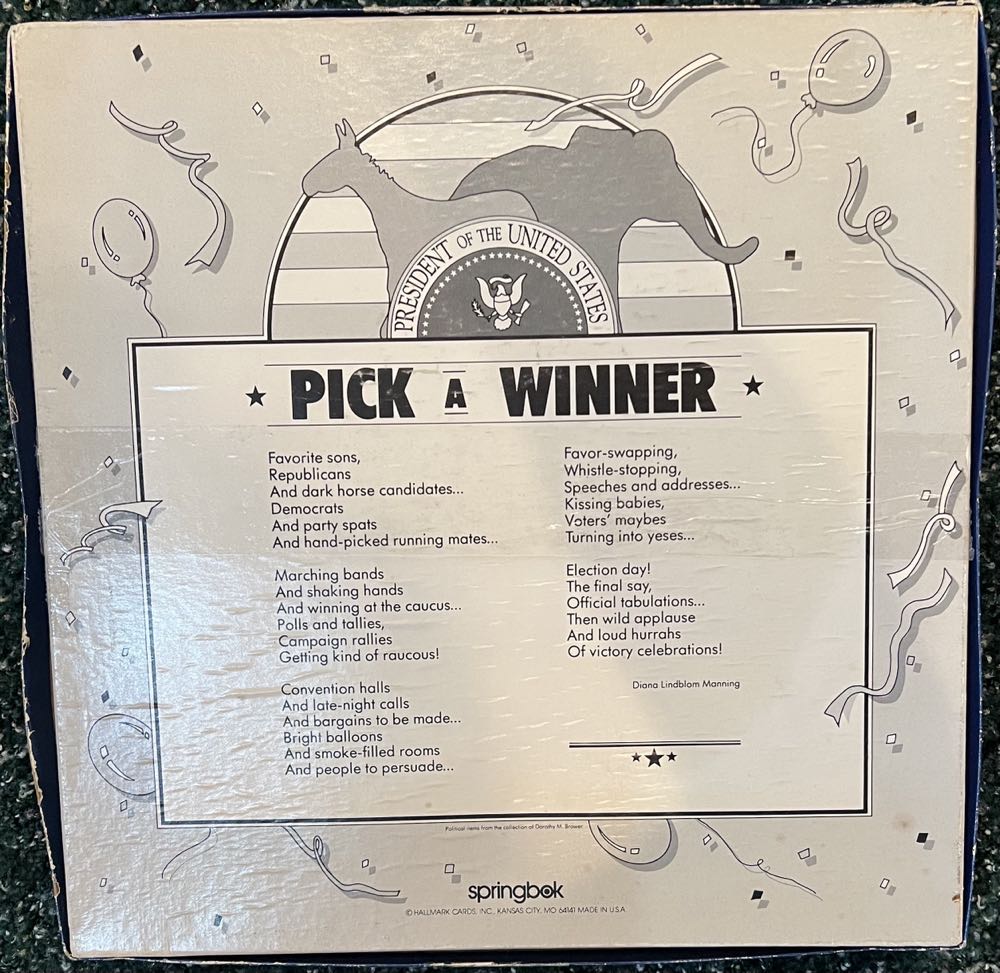 PRESIDENT OF THE UNITED STATES
★ PICK A WINNER ★
Favorite sons,
Republicans
And dark horse candidates...
Democrats
And party spats
And hand-picked running mates...
Marching bands
And shaking hands
And winning at the caucus...
Polls and tallies,
Campaign rallies
Getting kind of raucous!
Convention halls
And late-night calls
And bargains to be made...
Bright balloons
And smoke-filled rooms
And people to persuade...
Favor-swapping,
Whistle-stopping,
Speeches and addresses...
Kissing babies,
Voters' maybes
Turning into yeses...
Election day!
The final say,
Official tabulations...
Then wild applause
And loud hurrahs
Of victory celebrations!
Diana Lindblom Manning
Political items from the collection of Dorothy M. Brower
springbok
© HALLMARK CARDS, INC., KANSAS CITY, MO 64141 MADE IN U.S.A.